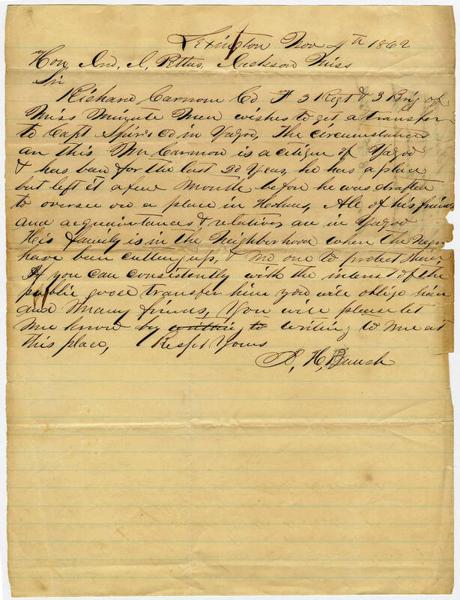 Lexington Nov 9th 1862
Hon. Jno. J. Pettus, Jackson Miss
Sir
Richard Carmon Co F 3 Regt & 3 Brig of
Miss Minute Men wishes to get a transfer
to Capt Co in Yazoo, The circumstances
are this Mr Carmon is a citizen of Yazoo
& has been for the last 20 years, he has a place
but left it a few Months before he was drafted
to oversee on a place in Holmes, All of his friends
and acquaintances & relatives are in Yazoo
His family is in the Neighborhood where the Negroes
have been cutting up, & no one to protect them,
If you can consistently with the interest of the
public good transfer him you will oblige him
and many friends, You will please let
me know by writing to writing to me at
this place, Respt Yours
H,